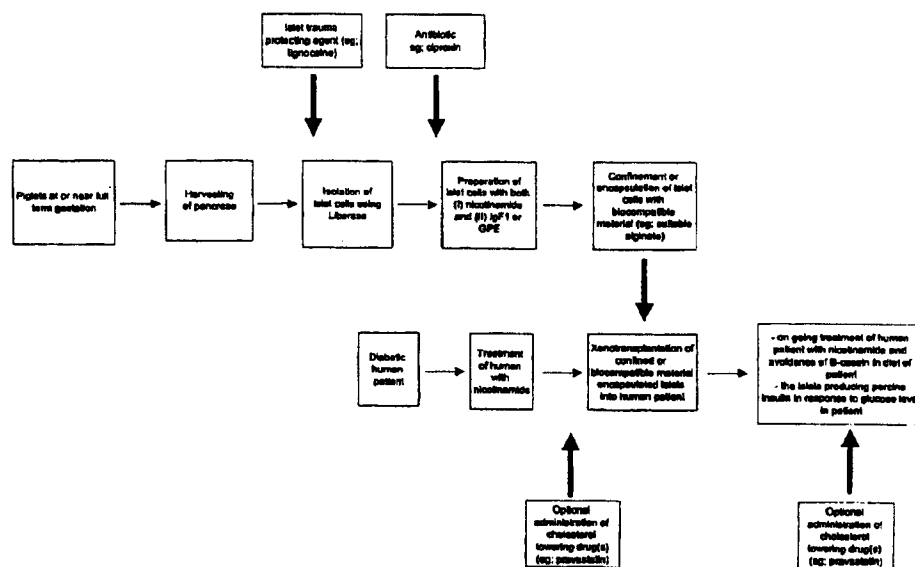 Islet trauma
protecting agent (eg;
lignocaine)
Antibiotic
eg; ciproxin
Piglets at or near full
term gestation
Harvesting
of pancreas
Isolation of
islet cells using
Liberase
Preparation of
islet cells with both
(i) nicotinamide
and (ii) IgF1 or
GPE
Confinement or
encapsulation of islet
cells with
biocompatible
material (eg; suitable
alginate)
Diabetic
human
patient
Treatment
of human
with
nicotinamide
Xenotransplantation of
confined or
biocompatible material
encapsulated islets
into human patient
- on going treatment of human
patient with nicotinamide and
avoidance of B-casein in diet of
patient
- the islets producing porcine
insulin in response to glucose level
in patient
Optional
administration of
cholesterol
lowering drug(s)
(eg; pravastatin)
Optional
administration of
cholesterol
lowering drug(s)
(eg; pravastatin)